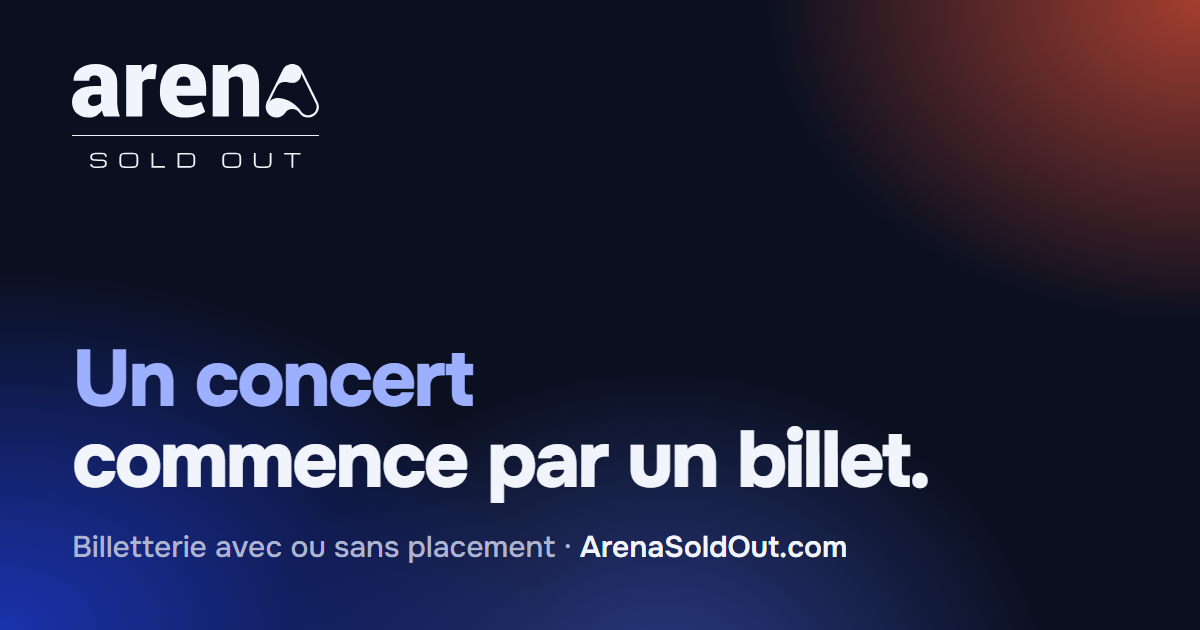 arena
SOLD OUT
Un concert
commence par un billet.
Billetterie avec ou sans placement · ArenaSoldOut.com